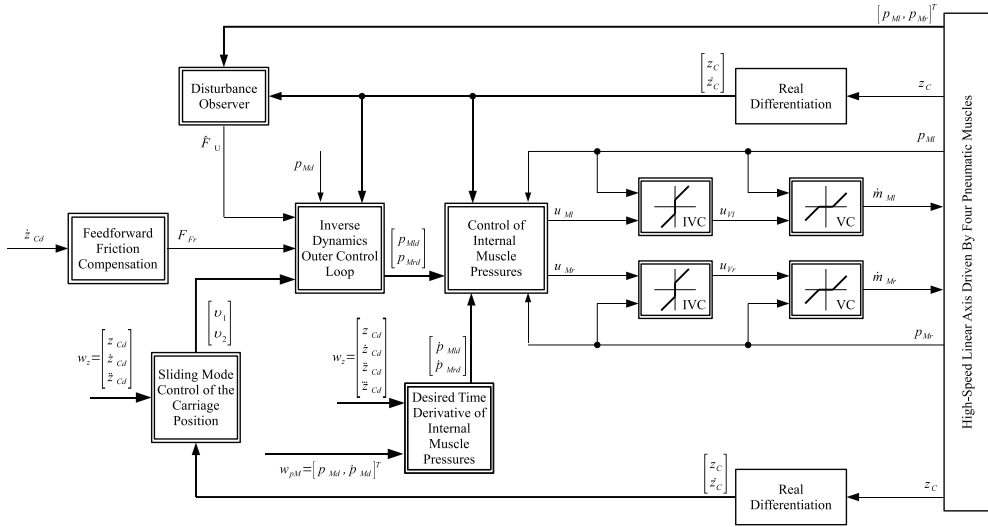 [p_Ml , p_Mr]^T
Disturbance
Observer
[z_C
ż_C]
Real
Differentiation
z_C
F̂_U
p_Md
p_Ml
ż_Cd
Feedforward
Friction
Compensation
F_Fr
Inverse
Dynamics
Outer Control
Loop
[p_Mld
p_Mrd]
Control of
Internal
Muscle
Pressures
u_Ml
IVC
u_Vl
VC
ṁ_Ml
u_Mr
IVC
u_Vr
VC
ṁ_Mr
p_Mr
High-Speed Linear Axis Driven By Four Pneumatic Muscles
[υ_1
υ_2]
w_z=[z_Cd
ż_Cd
z̈_Cd]
Sliding Mode
Control of the
Carriage
Position
w_z=[z_Cd
ż_Cd
z̈_Cd
z⃛_Cd]
[ṗ_Mld
ṗ_Mrd]
Desired Time
Derivative of
Internal
Muscle
Pressures
w_pM=[p_Md , ṗ_Md]^T
[z_C
ż_C]
Real
Differentiation
z_C